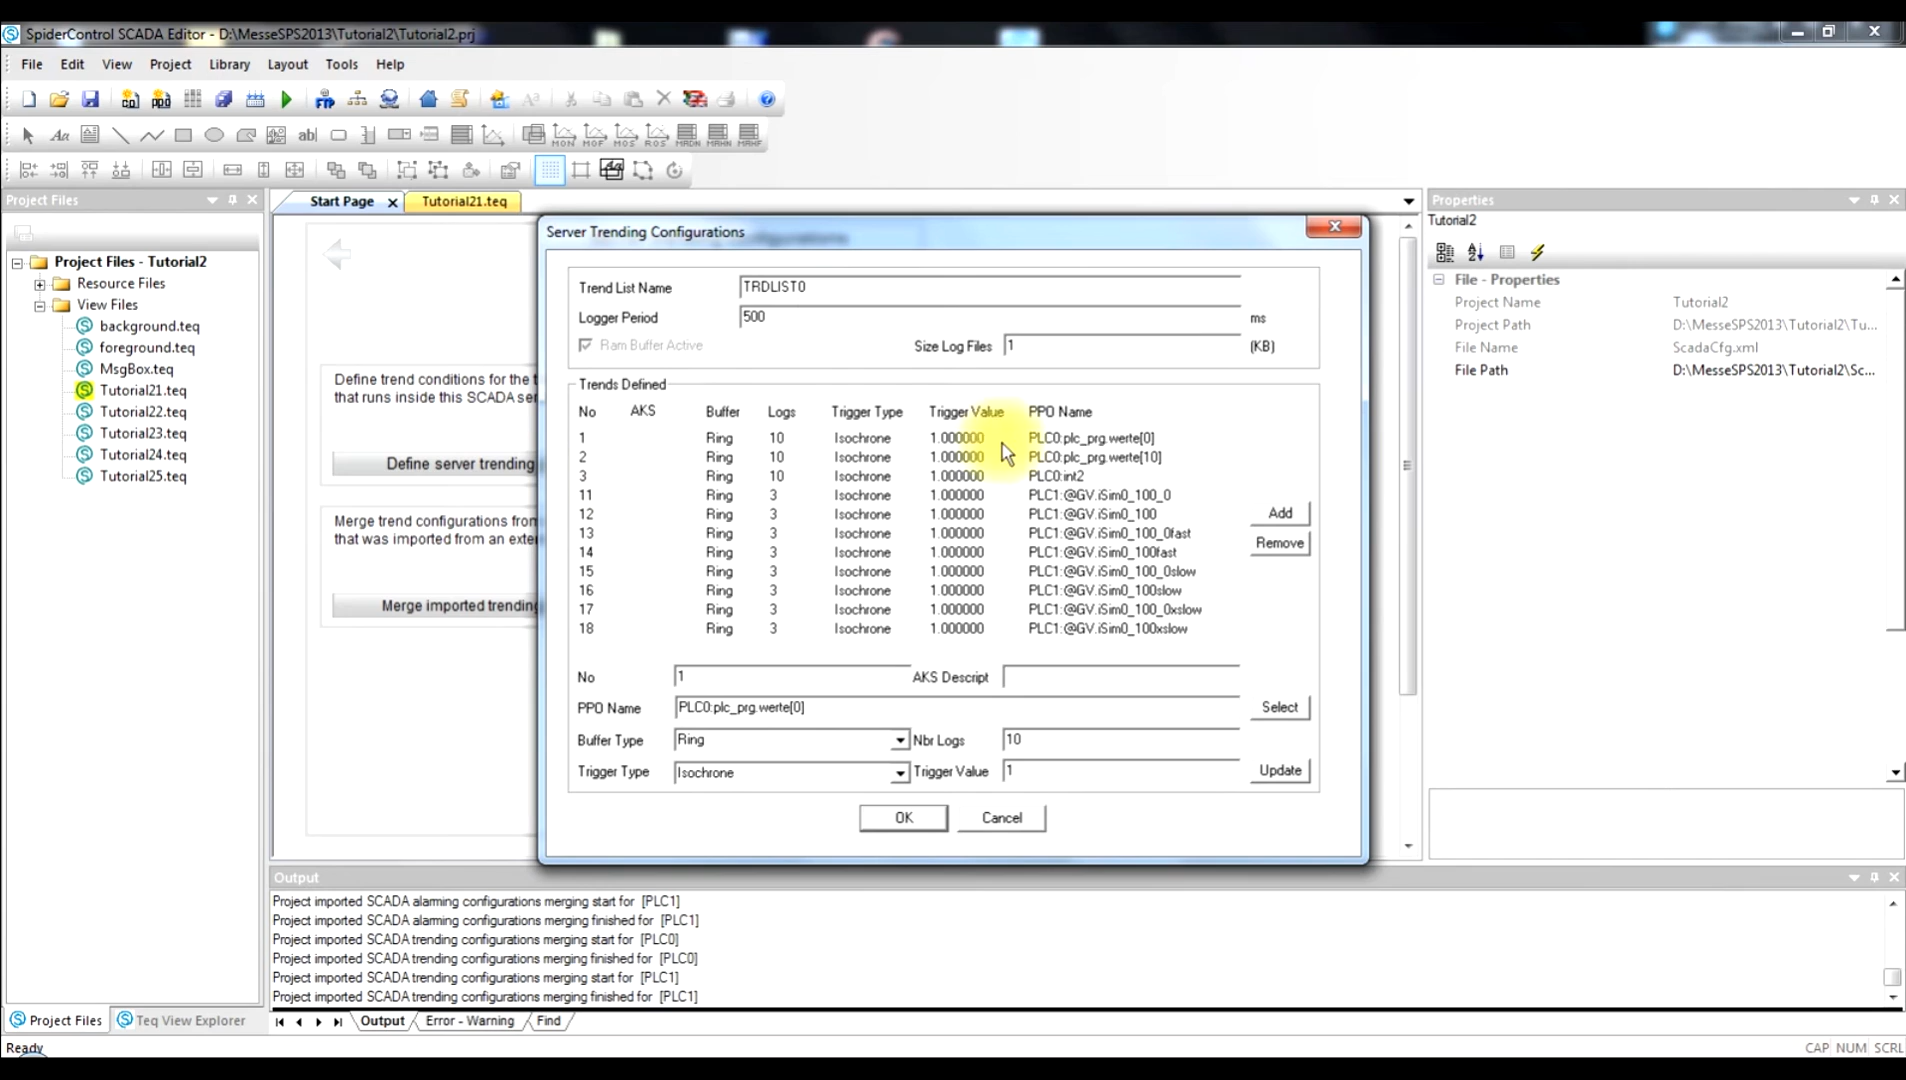 SpiderControl SCADA Editor - D:\MesseSPS2013\Tutorial2\Tutorial2.prj
File Edit View Project Library Layout Tools Help
FTP
Aa ab| MON MOF MOS ROS MRDN MRHN MRHF
Project Files
Start Page Tutorial21.teq
Properties
Tutorial2
Project Files - Tutorial2
Resource Files
View Files
background.teq
foreground.teq
MsgBox.teq
Tutorial21.teq
Tutorial22.teq
Tutorial23.teq
Tutorial24.teq
Tutorial25.teq
Define trend conditions for the t
that runs inside this SCADA ser
Define server trending
Merge trend configurations from
that was imported from an exte
Merge imported trending
Server Trending Configurations
Trend List Name TRDLIST0
Logger Period 500 ms
Ram Buffer Active Size Log Files 1 (KB)
Trends Defined
No AKS Buffer Logs Trigger Type Trigger Value PPO Name
1 Ring 10 Isochrone 1.000000 PLC0:plc_prg.werte[0]
2 Ring 10 Isochrone 1.000000 PLC0:plc_prg.werte[10]
3 Ring 10 Isochrone 1.000000 PLC0:int2
11 Ring 3 Isochrone 1.000000 PLC1:@GV.iSim0_100_0
12 Ring 3 Isochrone 1.000000 PLC1:@GV.iSim0_100
13 Ring 3 Isochrone 1.000000 PLC1:@GV.iSim0_100_0fast
14 Ring 3 Isochrone 1.000000 PLC1:@GV.iSim0_100fast
15 Ring 3 Isochrone 1.000000 PLC1:@GV.iSim0_100_0slow
16 Ring 3 Isochrone 1.000000 PLC1:@GV.iSim0_100slow
17 Ring 3 Isochrone 1.000000 PLC1:@GV.iSim0_100_0xslow
18 Ring 3 Isochrone 1.000000 PLC1:@GV.iSim0_100xslow
Add
Remove
No 1 AKS Descript
PPO Name PLC0:plc_prg.werte[0] Select
Buffer Type Ring Nbr Logs 10
Trigger Type Isochrone Trigger Value 1 Update
OK Cancel
File - Properties
Project Name Tutorial2
Project Path D:\MesseSPS2013\Tutorial2\Tu...
File Name ScadaCfg.xml
File Path D:\MesseSPS2013\Tutorial2\Sc...
Output
Project imported SCADA alarming configurations merging start for [PLC1]
Project imported SCADA alarming configurations merging finished for [PLC1]
Project imported SCADA trending configurations merging start for [PLC0]
Project imported SCADA trending configurations merging finished for [PLC0]
Project imported SCADA trending configurations merging start for [PLC1]
Project imported SCADA trending configurations merging finished for [PLC1]
Project Files Teq View Explorer Output Error - Warning Find
Ready CAP NUM SCRL